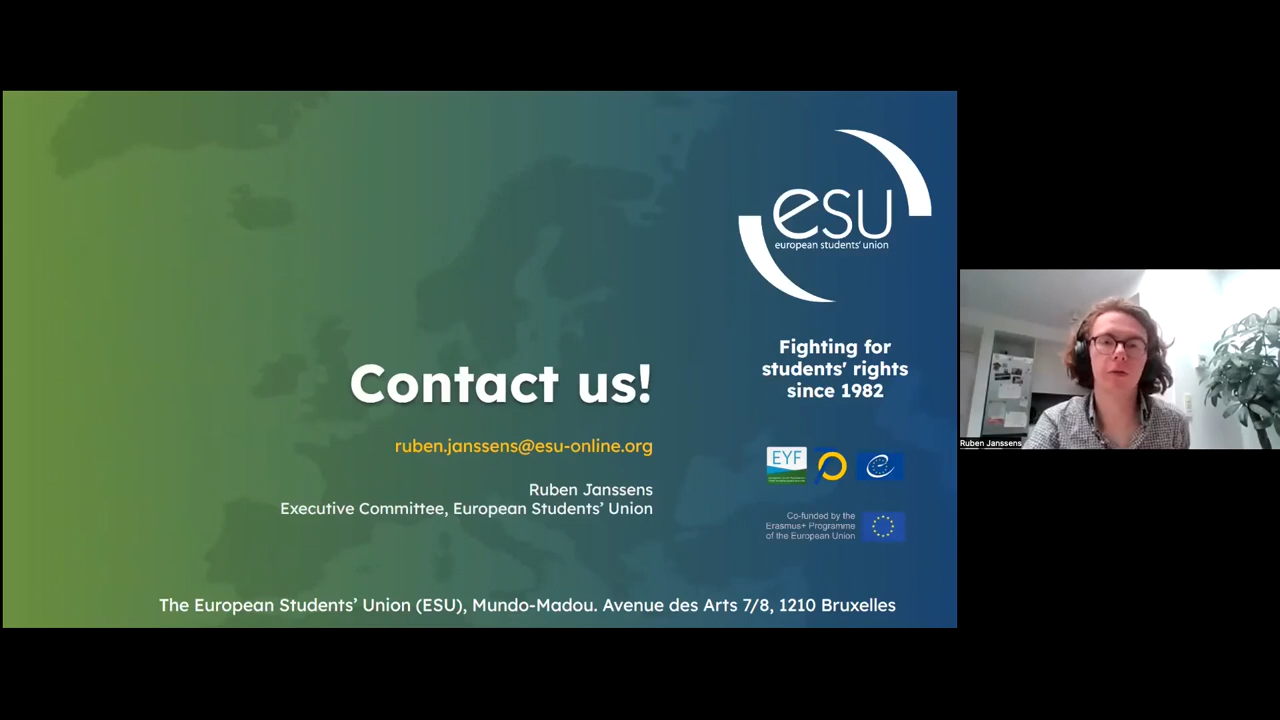 esu
european students' union
Fighting for
students' rights
since 1982
Contact us!
ruben.janssens@esu-online.org
Ruben Janssens
Executive Committee, European Students’ Union
EYF
Co-funded by the
Erasmus+ Programme
of the European Union
The European Students’ Union (ESU), Mundo-Madou. Avenue des Arts 7/8, 1210 Bruxelles
Ruben Janssens